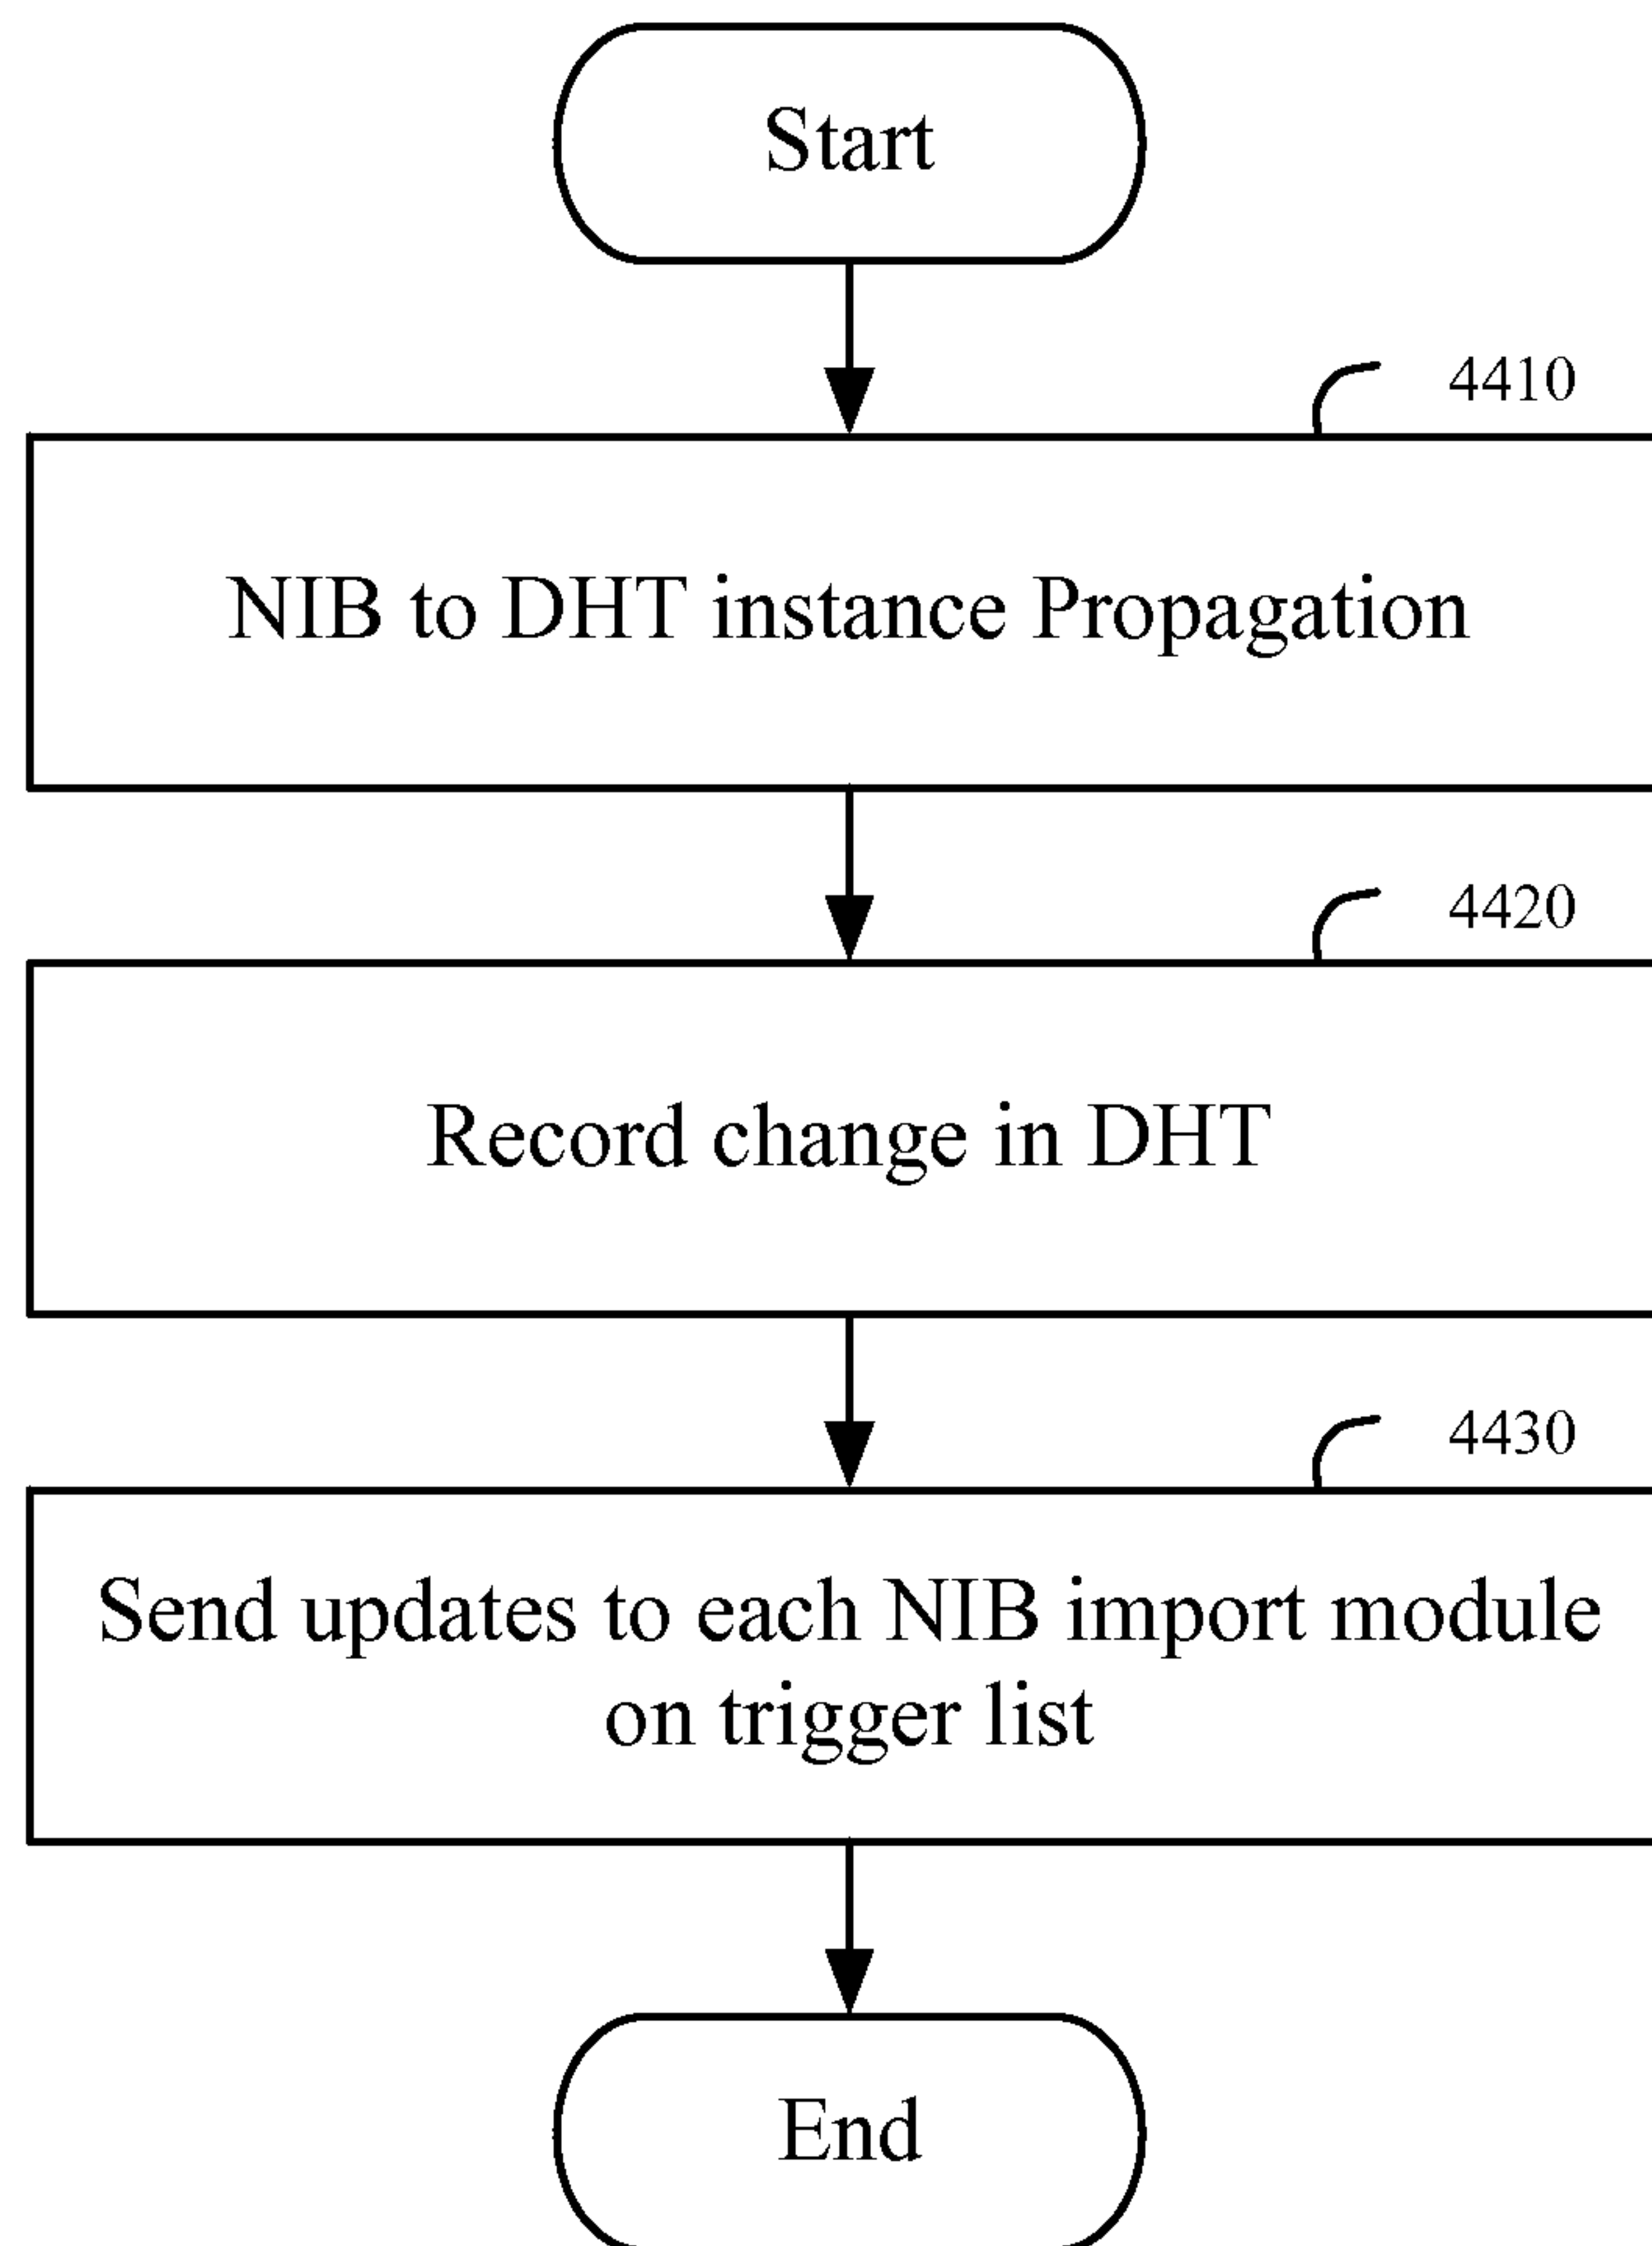 Start
4410
NIB to DHT instance Propagation
4420
Record change in DHT
4430
Send updates to each NIB import module
on trigger list
End